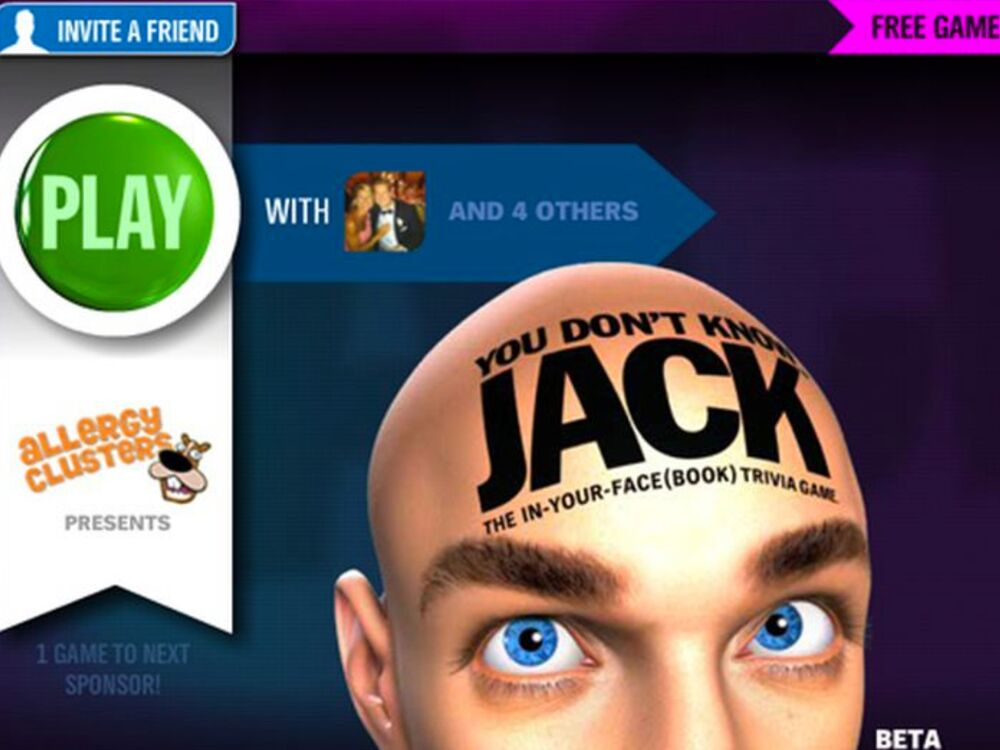 INVITE A FRIEND
FREE GAME
PLAY
WITH
AND 4 OTHERS
YOU DON'T KNOW
JACK
THE IN-YOUR-FACE(BOOK) TRIVIA GAME
ALLERGY
CLUSTERS
PRESENTS
1 GAME TO NEXT
SPONSOR!
BETA